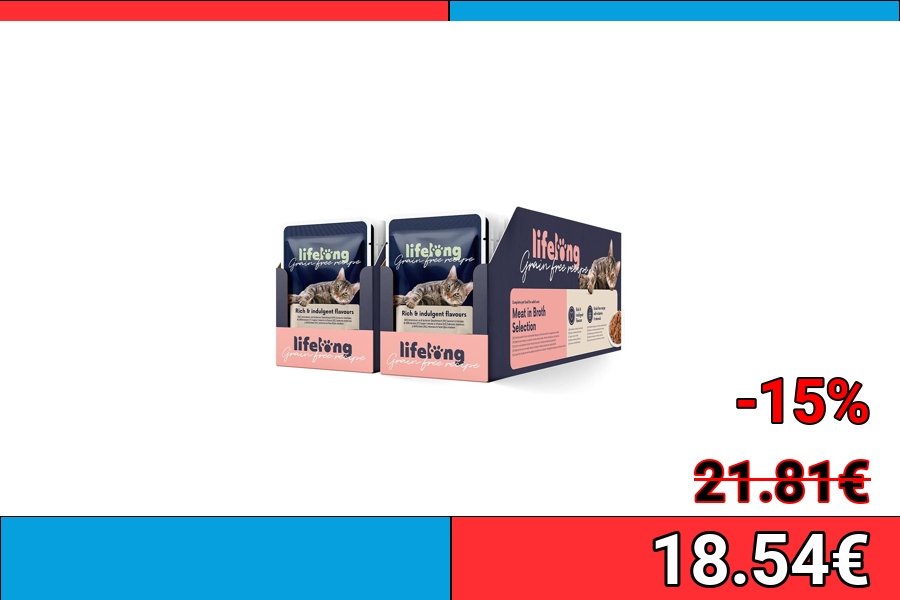 lifelong
Grain free recipe
Rich & indulgent flavours
lifelong
Grain free recipe
lifelong
Grain free recipe
Rich & indulgent flavours
lifelong
Grain free recipe
lifelong
Grain free recipe
Meat in Broth
Selection
-15%
21.81€
18.54€